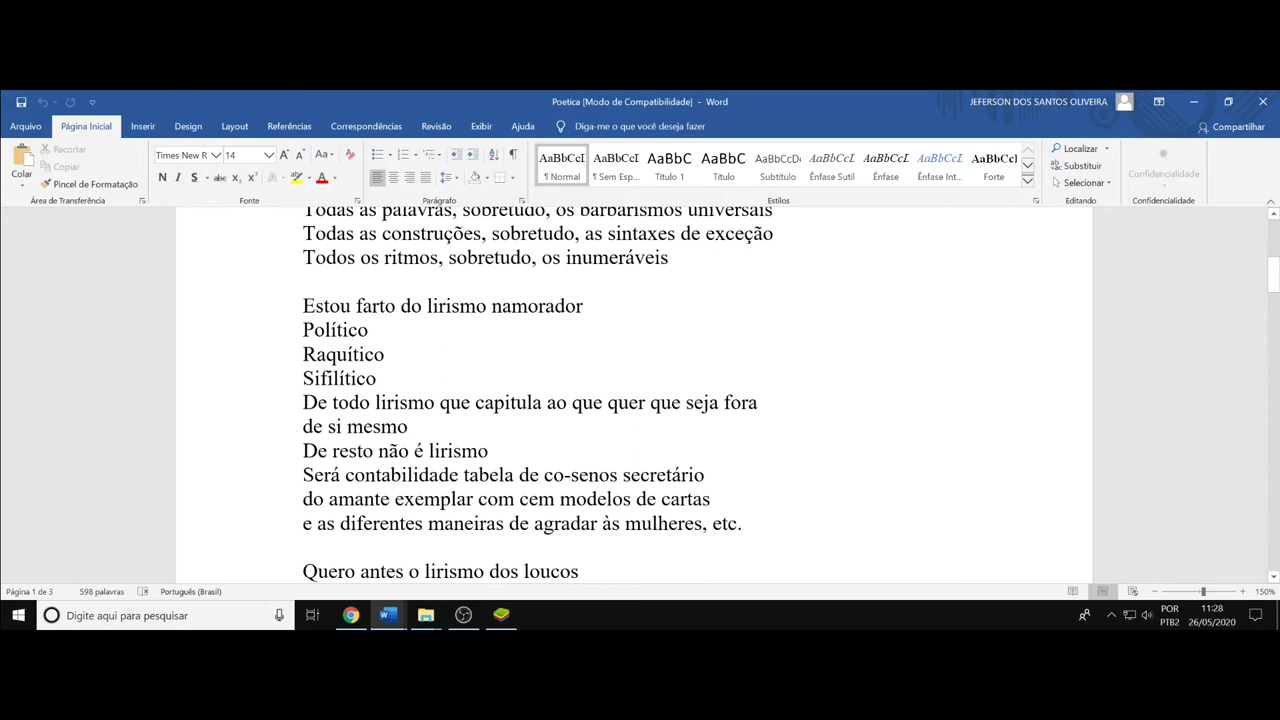 Poetica [Modo de Compatibilidade] - Word
JEFERSON DOS SANTOS OLIVEIRA
Arquivo
Página Inicial
Inserir
Design
Layout
Referências
Correspondências
Revisão
Exibir
Ajuda
Diga-me o que você deseja fazer
Compartilhar
Colar
Recortar
Copiar
Pincel de Formatação
Área de Transferência
Times New R
14
Aa
N I S abc x₂ x² A
Fonte
Parágrafo
AaBbCcI
¶ Normal
AaBbCcI
¶ Sem Esp...
AaBbC
Título 1
AaBbC
Título
AaBbCcDc
Subtítulo
AaBbCcI
Ênfase Sutil
AaBbCcI
Ênfase
AaBbCcI
Ênfase Int...
AaBbCcI
Forte
Estilos
Localizar
Substituir
Selecionar
Editando
Confidencialidade
Confidencialidade
Todas as palavras, sobretudo, os barbarismos universais
Todas as construções, sobretudo, as sintaxes de exceção
Todos os ritmos, sobretudo, os inumeráveis
Estou farto do lirismo namorador
Político
Raquítico
Sifilítico
De todo lirismo que capitula ao que quer que seja fora
de si mesmo
De resto não é lirismo
Será contabilidade tabela de co-senos secretário
do amante exemplar com cem modelos de cartas
e as diferentes maneiras de agradar às mulheres, etc.
Quero antes o lirismo dos loucos
Página 1 de 3
598 palavras
Português (Brasil)
150%
Digite aqui para pesquisar
POR
PTB2
11:28
26/05/2020